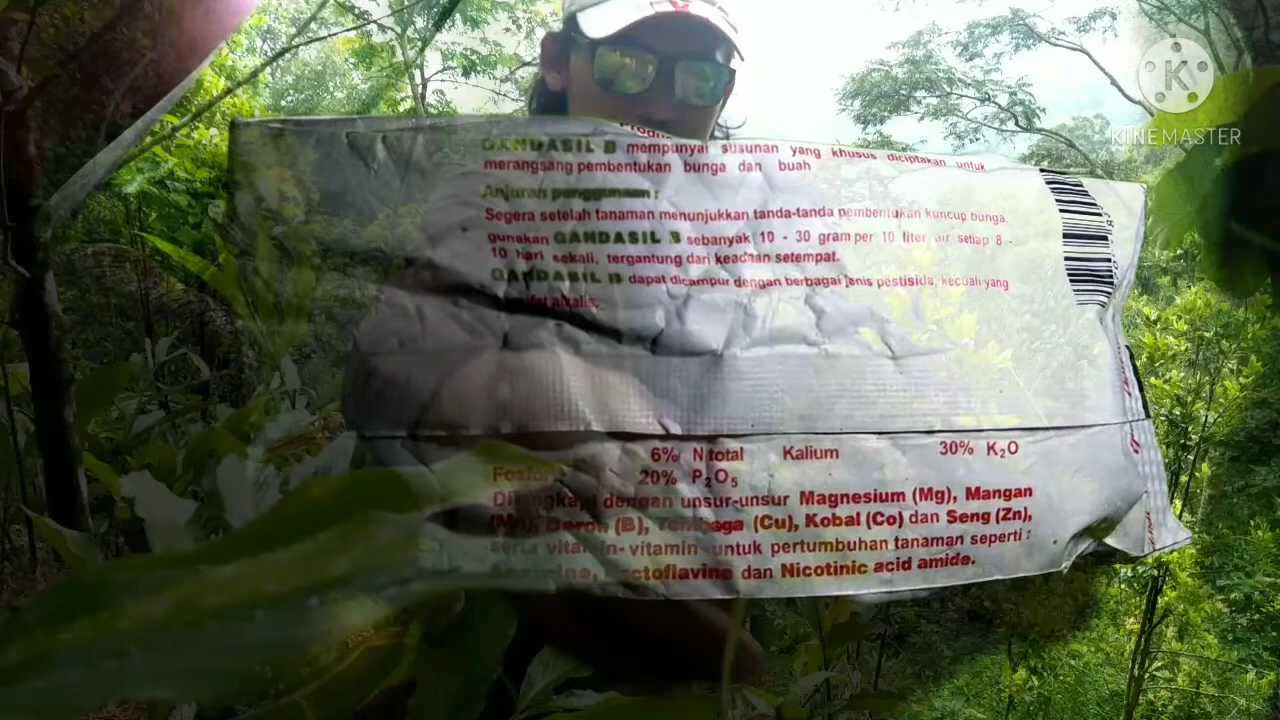 KINEMASTER
GANDASIL B mempunyai susunan yang khusus diciptakan untuk
merangsang pembentukan bunga dan buah
Anjuran penggunaan :
Segera setelah tanaman menunjukkan tanda-tanda pembentukan kuncup bunga.
gunakan GANDASIL B sebanyak 10 - 30 gram per 10 liter air setiap 8 -
10 hari sekali, tergantung dari keadaan setempat.
GANDASIL B dapat dicampur dengan berbagai jenis pestisida, kecuali yang
alkalis.
6% N total Kalium 30% K₂O
Fosfor 20% P₂O₅
Dilengkapi dengan unsur-unsur Magnesium (Mg), Mangan
(Mn), Boron (B), Tembaga (Cu), Kobal (Co) dan Seng (Zn),
serta vitamin-vitamin untuk pertumbuhan tanaman seperti :
dan Nicotinic acid amide.